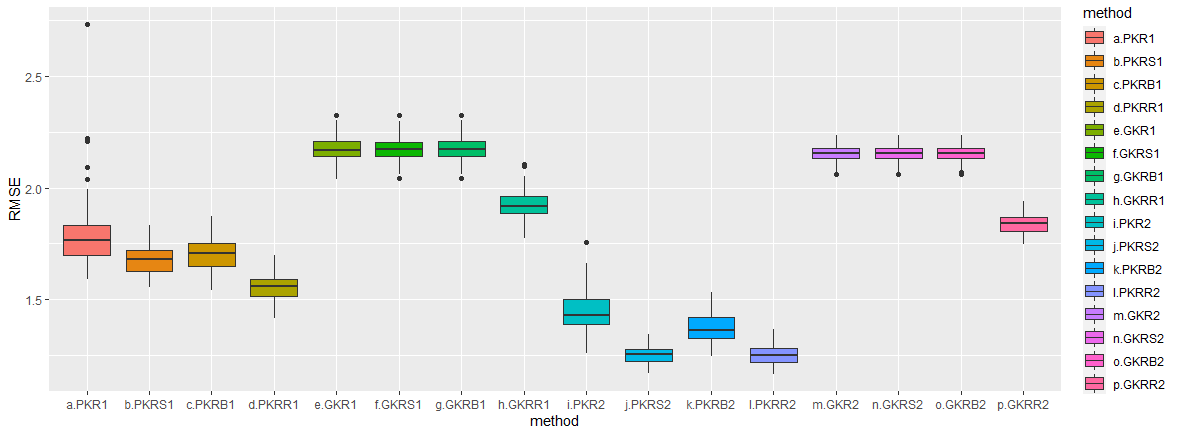 method
a.PKR1
b.PKRS1
c.PKRB1
d.PKRR1
e.GKR1
f.GKRS1
g.GKRB1
h.GKRR1
i.PKR2
j.PKRS2
k.PKRB2
l.PKRR2
m.GKR2
n.GKRS2
o.GKRB2
p.GKRR2
RMSE
2.5
2.0
1.5
a.PKR1 b.PKRS1 c.PKRB1 d.PKRR1 e.GKR1 f.GKRS1 g.GKRB1 h.GKRR1 i.PKR2 j.PKRS2 k.PKRB2 l.PKRR2 m.GKR2 n.GKRS2 o.GKRB2 p.GKRR2
method